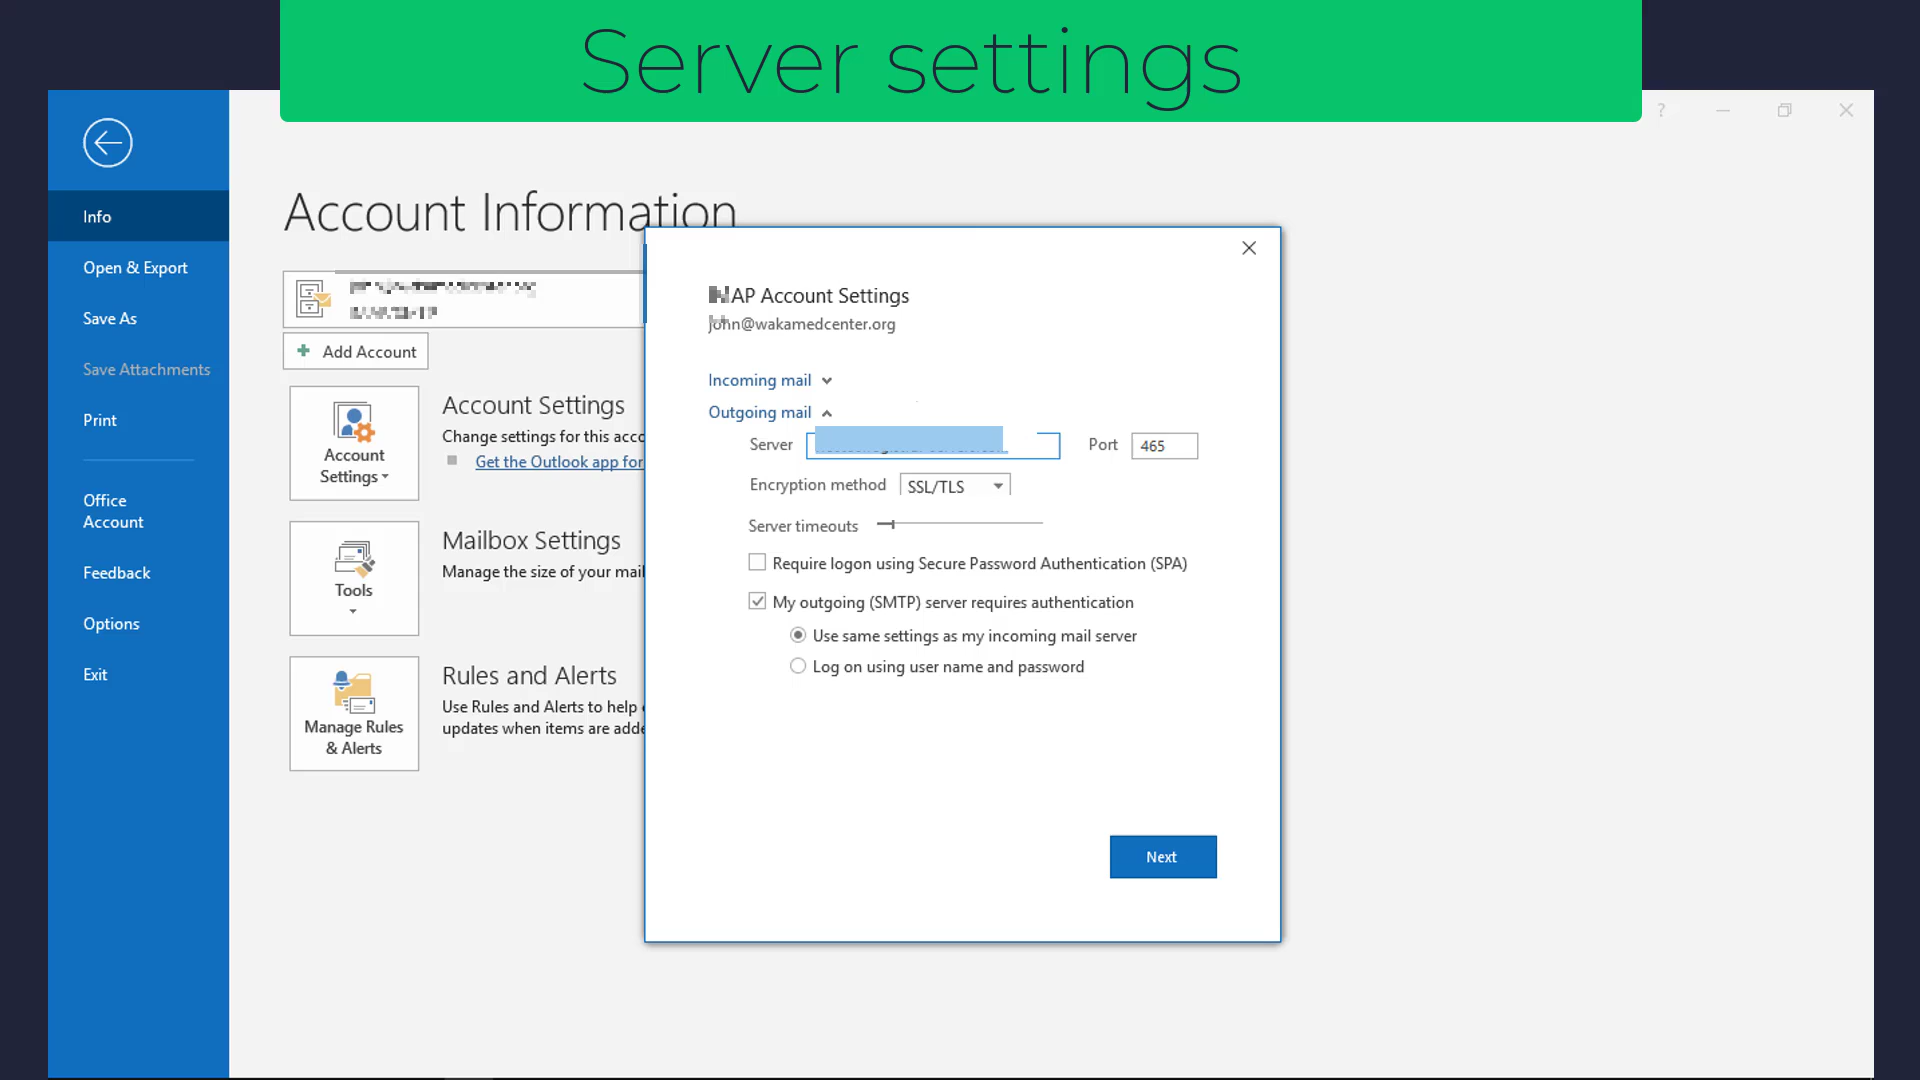 Server settings
?
Info
Open & Export
Save As
Save Attachments
Print
Office
Account
Feedback
Options
Exit
Account Information
Add Account
Account
Settings
Account Settings
Change settings for this acco
Get the Outlook app for
Tools
Mailbox Settings
Manage the size of your mail
Manage Rules
& Alerts
Rules and Alerts
Use Rules and Alerts to help
updates when items are adde
AP Account Settings
john@wakamedcenter.org
Incoming mail
Outgoing mail
Server
Port 465
Encryption method SSL/TLS
Server timeouts
Require logon using Secure Password Authentication (SPA)
My outgoing (SMTP) server requires authentication
Use same settings as my incoming mail server
Log on using user name and password
Next